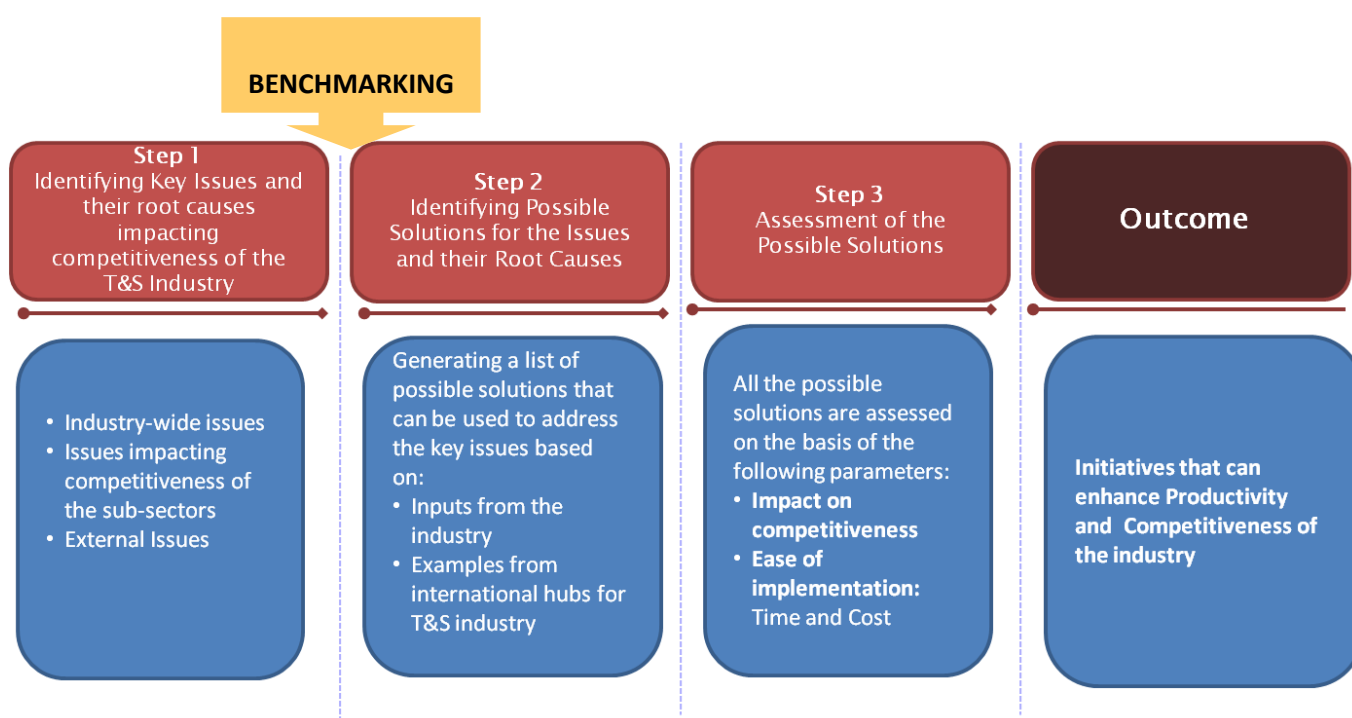 BENCHMARKING
Step 1
Identifying Key Issues and
their root causes
impacting
competitiveness of the
T&S Industry
• Industry-wide issues
• Issues impacting
competitiveness of
the sub-sectors
• External Issues
Step 2
Identifying Possible
Solutions for the Issues
and their Root Causes
Generating a list of
possible solutions that
can be used to address
the key issues based
on:
• Inputs from the
industry
• Examples from
international hubs for
T&S industry
Step 3
Assessment of the
Possible Solutions
All the possible
solutions are assessed
on the basis of the
following parameters:
• Impact on
competitiveness
• Ease of
implementation:
Time and Cost
Outcome
Initiatives that can
enhance Productivity
and Competitiveness of
the industry